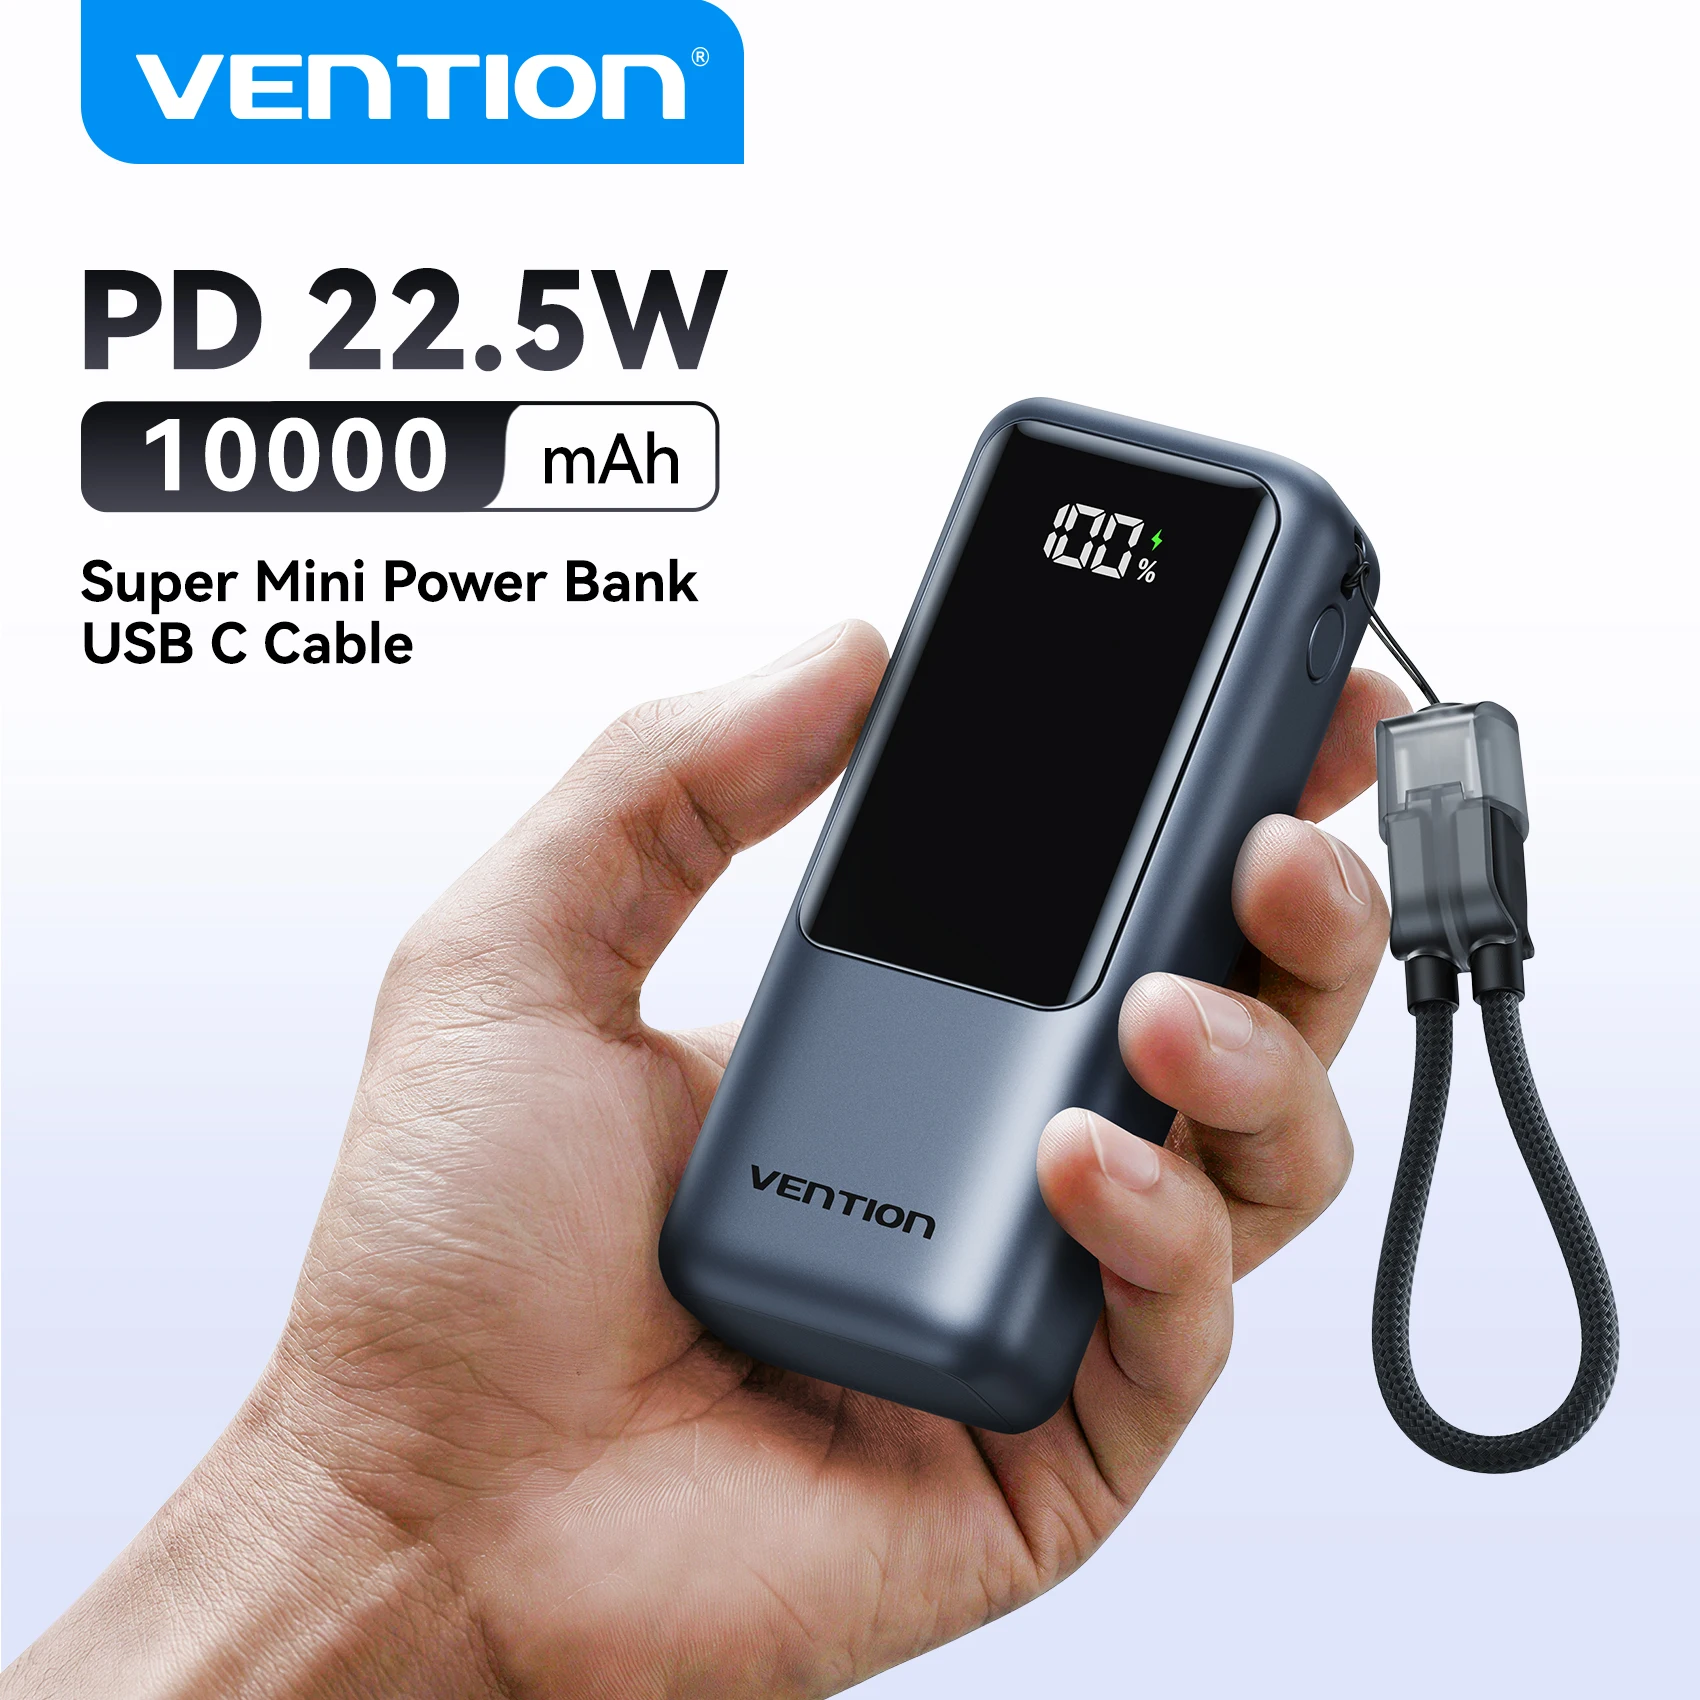 VENTION®
PD 22.5W
10000 mAh
Super Mini Power Bank
USB C Cable
100%
VENTION